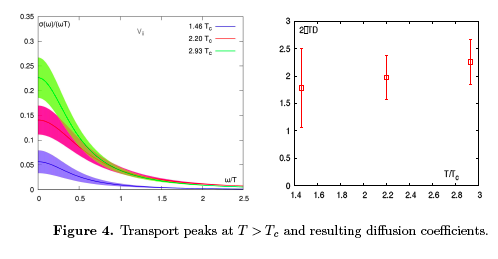 0.35
σ(ω)/(ωT)
V_ii
1.46 T_c
2.20 T_c
2.93 T_c
0.3
0.25
0.2
0.15
0.1
0.05
0
ω/T
0 0.5 1 1.5 2 2.5
3
2▯TD
2.5
2
1.5
1
0.5
0
T/T_c
1.4 1.6 1.8 2 2.2 2.4 2.6 2.8 3
Figure 4. Transport peaks at T > T_c and resulting diffusion coefficients.